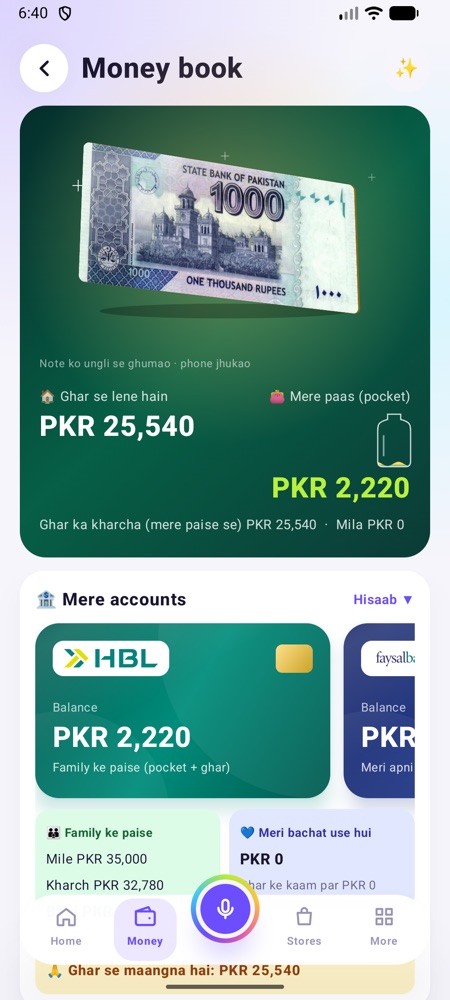 6:40
Money book
STATE BANK OF PAKISTAN
1000
1000
ONE THOUSAND RUPEES
۱۰۰۰
Note ko ungli se ghumao · phone jhukao
Ghar se lene hain
Mere paas (pocket)
PKR 25,540
PKR 2,220
Ghar ka kharcha (mere paise se) PKR 25,540 · Mila PKR 0
Mere accounts
Hisaab ▼
HBL
faysalba
Balance
Balance
PKR 2,220
PKR
Family ke paise (pocket + ghar)
Meri apni
Family ke paise
Meri bachat use hui
Mile PKR 35,000
PKR 0
Kharch PKR 32,780
har ke kaam par PKR 0
Home
Money
Stores
More
Ghar se maangna hai: PKR 25,540